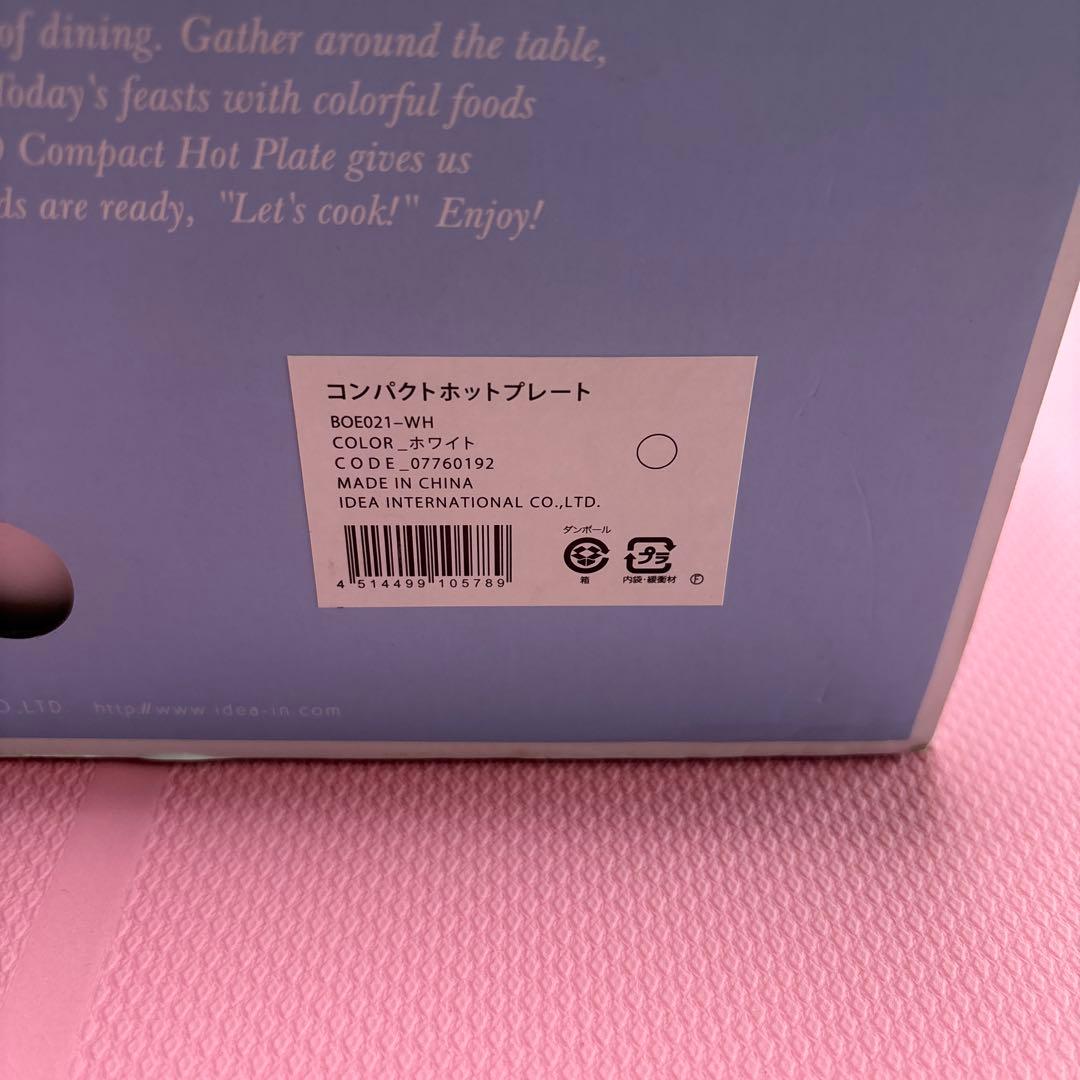 of dining. Gather around the table,
Today's feasts with colorful foods
Compact Hot Plate gives us
ds are ready, "Let's cook!" Enjoy!
コンパクトホットプレート
BOE021-WH
COLOR_ホワイト
CODE_07760192
MADE IN CHINA
IDEA INTERNATIONAL CO.,LTD.
4 514499 105789
ダンボール
箱
プラ
内袋・緩衝材
F
O.,LTD http://www.idea-in.com